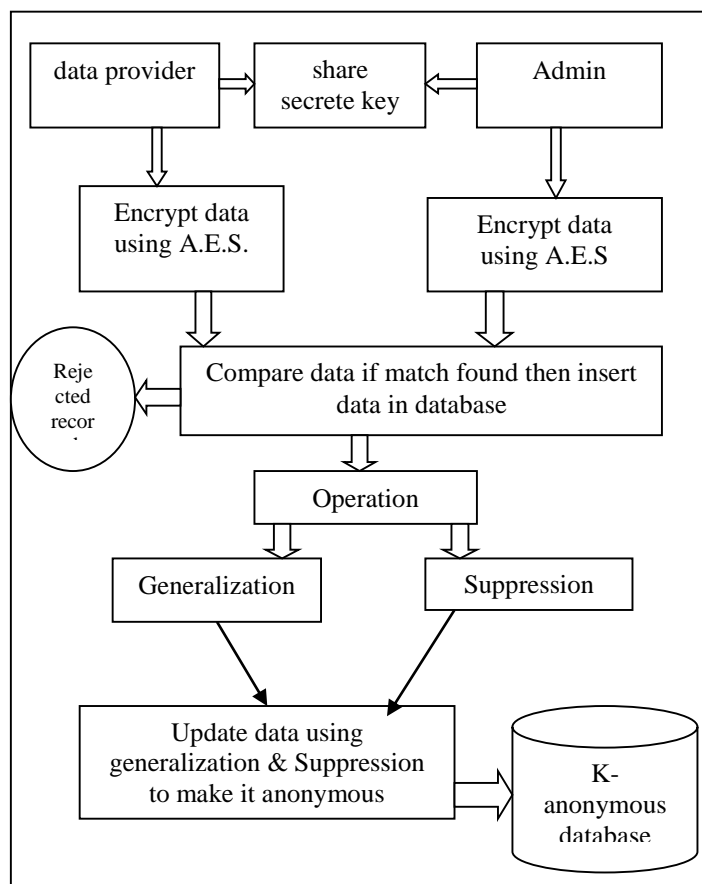 data provider
share
secrete key
Admin
Encrypt data
using A.E.S.
Encrypt data
using A.E.S
Reje
cted
recor
Compare data if match found then insert
data in database
Operation
Generalization
Suppression
Update data using
generalization & Suppression
to make it anonymous
K-
anonymous
database